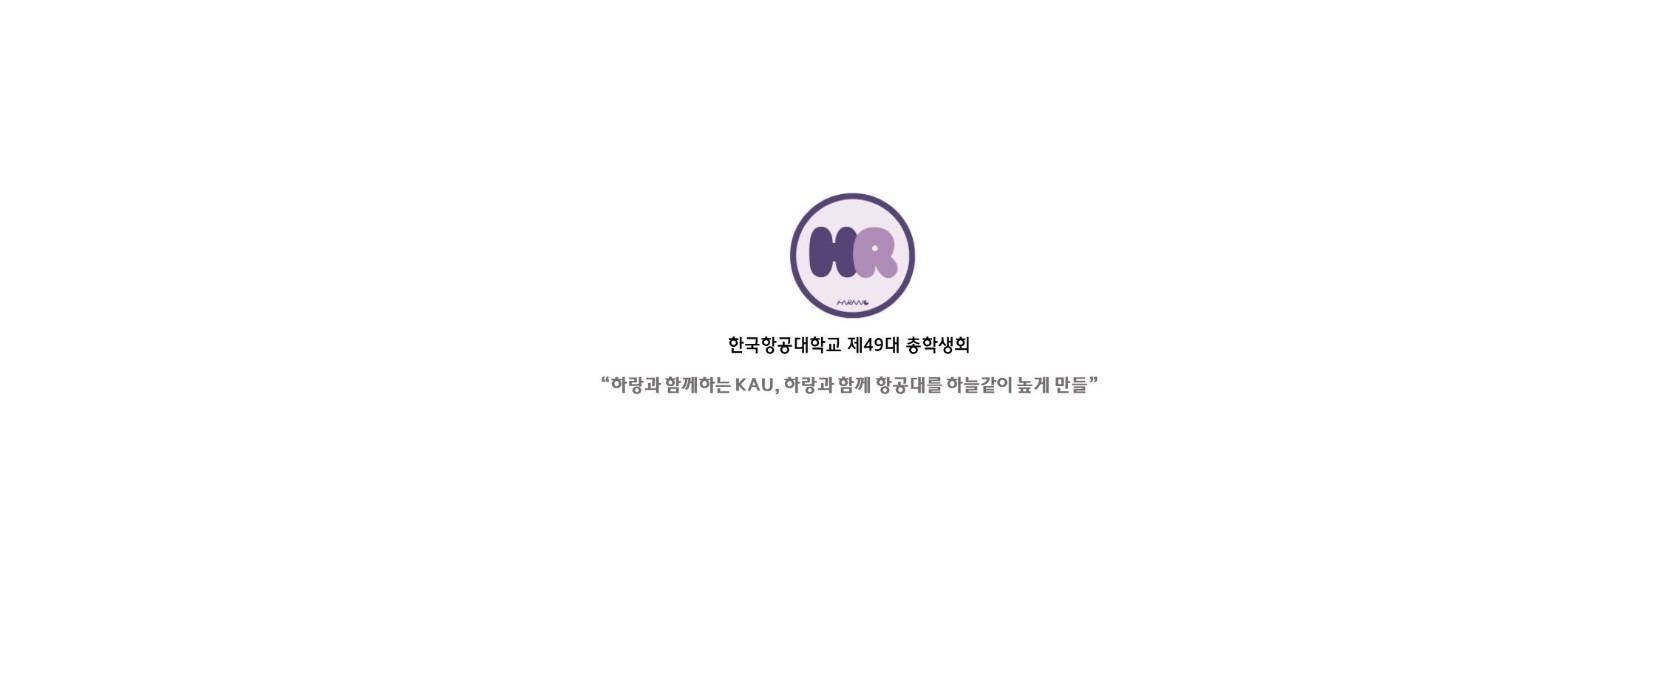 HR
HARANG
한국항공대학교 제49대 총학생회
“하랑과 함께하는 KAU, 하랑과 함께 항공대를 하늘같이 높게 만들”